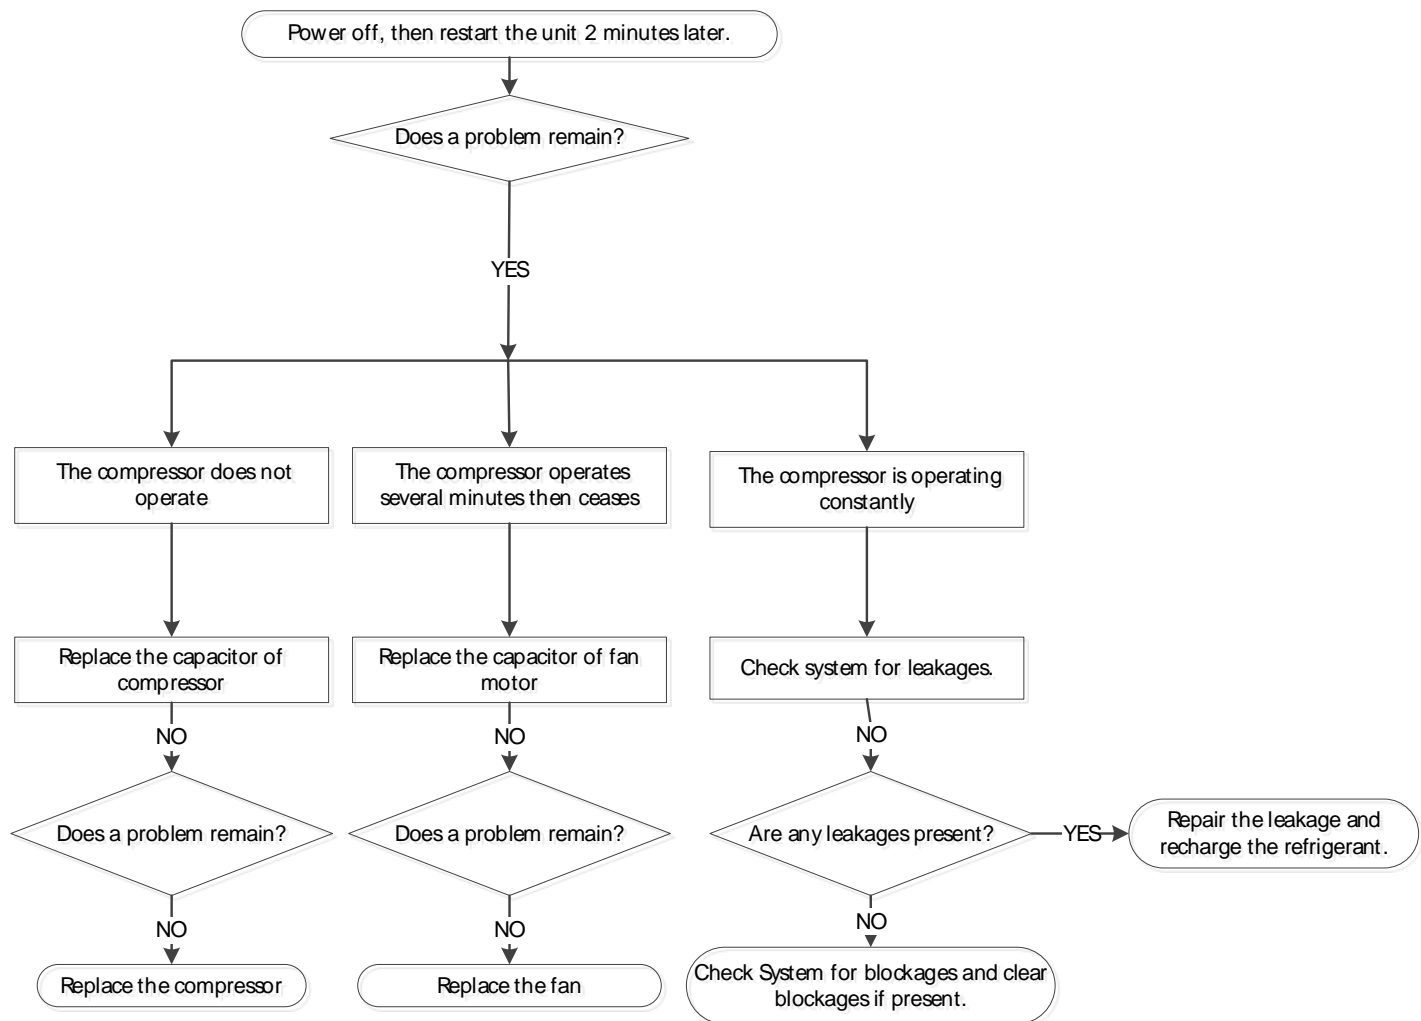 Power off, then restart the unit 2 minutes later.
Does a problem remain?
YES
The compressor does not
operate
The compressor operates
several minutes then ceases
The compressor is operating
constantly
Replace the capacitor of
compressor
Replace the capacitor of fan
motor
Check system for leakages.
NO
NO
NO
Does a problem remain?
Does a problem remain?
Are any leakages present?
YES
Repair the leakage and
recharge the refrigerant.
NO
NO
NO
Replace the compressor
Replace the fan
Check System for blockages and clear
blockages if present.